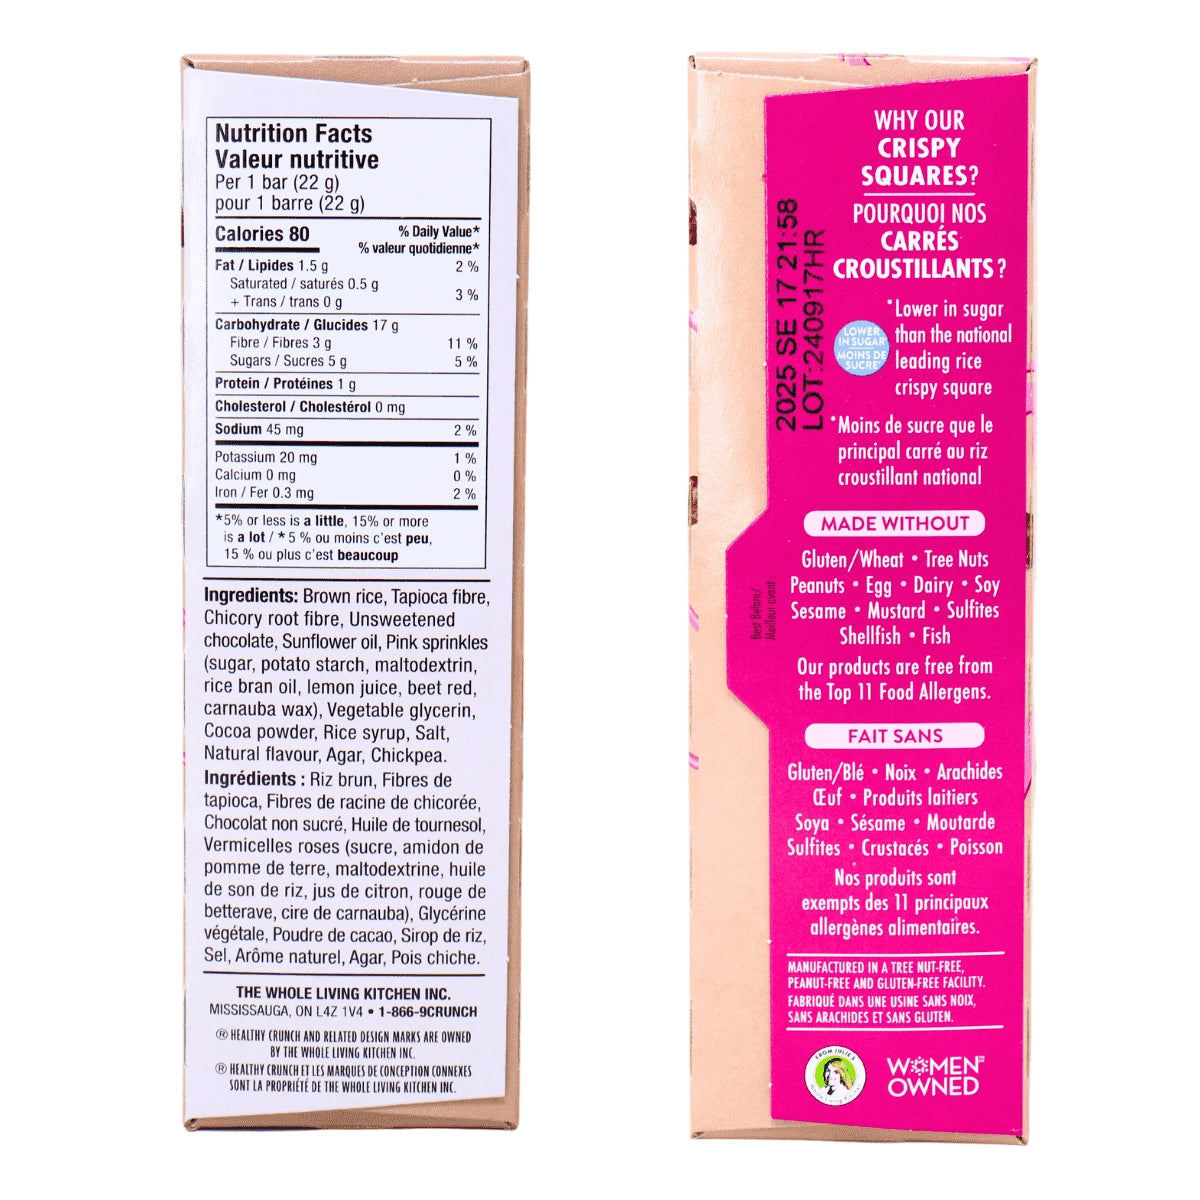 Nutrition Facts
Valeur nutritive
Per 1 bar (22 g)
pour 1 barre (22 g)
Calories 80
% Daily Value*
% valeur quotidienne*
Fat / Lipides 1.5 g 2 %
Saturated / saturés 0.5 g
+ Trans / trans 0 g 3 %
Carbohydrate / Glucides 17 g
Fibre / Fibres 3 g 11 %
Sugars / Sucres 5 g 5 %
Protein / Protéines 1 g
Cholesterol / Cholestérol 0 mg
Sodium 45 mg 2 %
Potassium 20 mg 1 %
Calcium 0 mg 0 %
Iron / Fer 0.3 mg 2 %
*5% or less is a little, 15% or more
is a lot / *5 % ou moins c'est peu,
15 % ou plus c'est beaucoup
Ingredients: Brown rice, Tapioca fibre,
Chicory root fibre, Unsweetened
chocolate, Sunflower oil, Pink sprinkles
(sugar, potato starch, maltodextrin,
rice bran oil, lemon juice, beet red,
carnauba wax), Vegetable glycerin,
Cocoa powder, Rice syrup, Salt,
Natural flavour, Agar, Chickpea.
Ingrédients : Riz brun, Fibres de
tapioca, Fibres de racine de chicorée,
Chocolat non sucré, Huile de tournesol,
Vermicelles roses (sucre, amidon de
pomme de terre, maltodextrine, huile
de son de riz, jus de citron, rouge de
betterave, cire de carnauba), Glycérine
végétale, Poudre de cacao, Sirop de riz,
Sel, Arôme naturel, Agar, Pois chiche.
THE WHOLE LIVING KITCHEN INC.
MISSISSAUGA, ON L4Z 1V4 • 1-866-9CRUNCH
® HEALTHY CRUNCH AND RELATED DESIGN MARKS ARE OWNED
BY THE WHOLE LIVING KITCHEN INC.
® HEALTHY CRUNCH ET LES MARQUES DE CONCEPTION CONNEXES
SONT LA PROPRIÉTÉ DE THE WHOLE LIVING KITCHEN INC.
WHY OUR
CRISPY
SQUARES?
POURQUOI NOS
CARRÉS
CROUSTILLANTS?
2025 SE 17 21:58
LOT:240917HR
LOWER
IN SUGAR*
MOINS DE
SUCRE*
*Lower in sugar
than the national
leading rice
crispy square
*Moins de sucre que le
principal carré au riz
croustillant national
MADE WITHOUT
Gluten/Wheat • Tree Nuts
Peanuts • Egg • Dairy • Soy
Sesame • Mustard • Sulfites
Shellfish • Fish
Best Before/
Meilleur avant :
Our products are free from
the Top 11 Food Allergens.
FAIT SANS
Gluten/Blé • Noix • Arachides
Œuf • Produits laitiers
Soya • Sésame • Moutarde
Sulfites • Crustacés • Poisson
Nos produits sont
exempts des 11 principaux
allergènes alimentaires.
MANUFACTURED IN A TREE NUT-FREE,
PEANUT-FREE AND GLUTEN-FREE FACILITY.
FABRIQUÉ DANS UNE USINE SANS NOIX,
SANS ARACHIDES ET SANS GLUTEN.
FROM JULIE'S
Whole Living Kitchen
WOMEN
OWNED